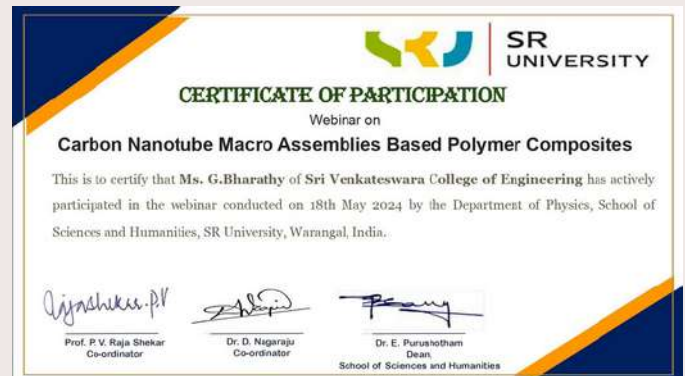 SR
UNIVERSITY
CERTIFICATE OF PARTICIPATION
Webinar on
Carbon Nanotube Macro Assemblies Based Polymer Composites
This is to certify that Ms. G.Bharathy of Sri Venkateswara College of Engineering has actively
participated in the webinar conducted on 18th May 2024 by the Department of Physics, School of
Sciences and Humanities, SR University, Warangal, India.
Rajashekar.P.V
Prof. P. V. Raja Shekar
Co-ordinator
Dr. D. Nagaraju
Co-ordinator
Dr. E. Purushotham
Dean,
School of Sciences and Humanities